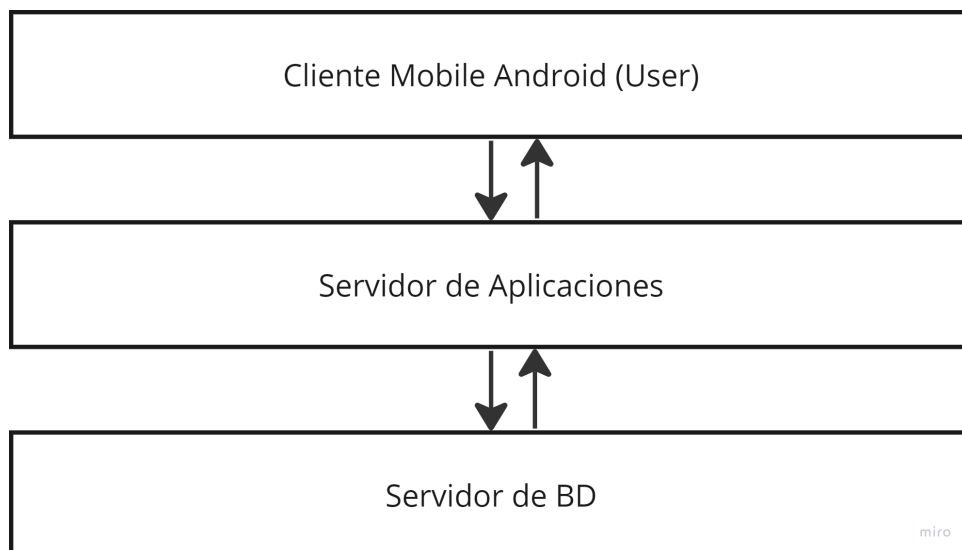 Cliente Mobile Android (User)
Servidor de Aplicaciones
Servidor de BD
miro